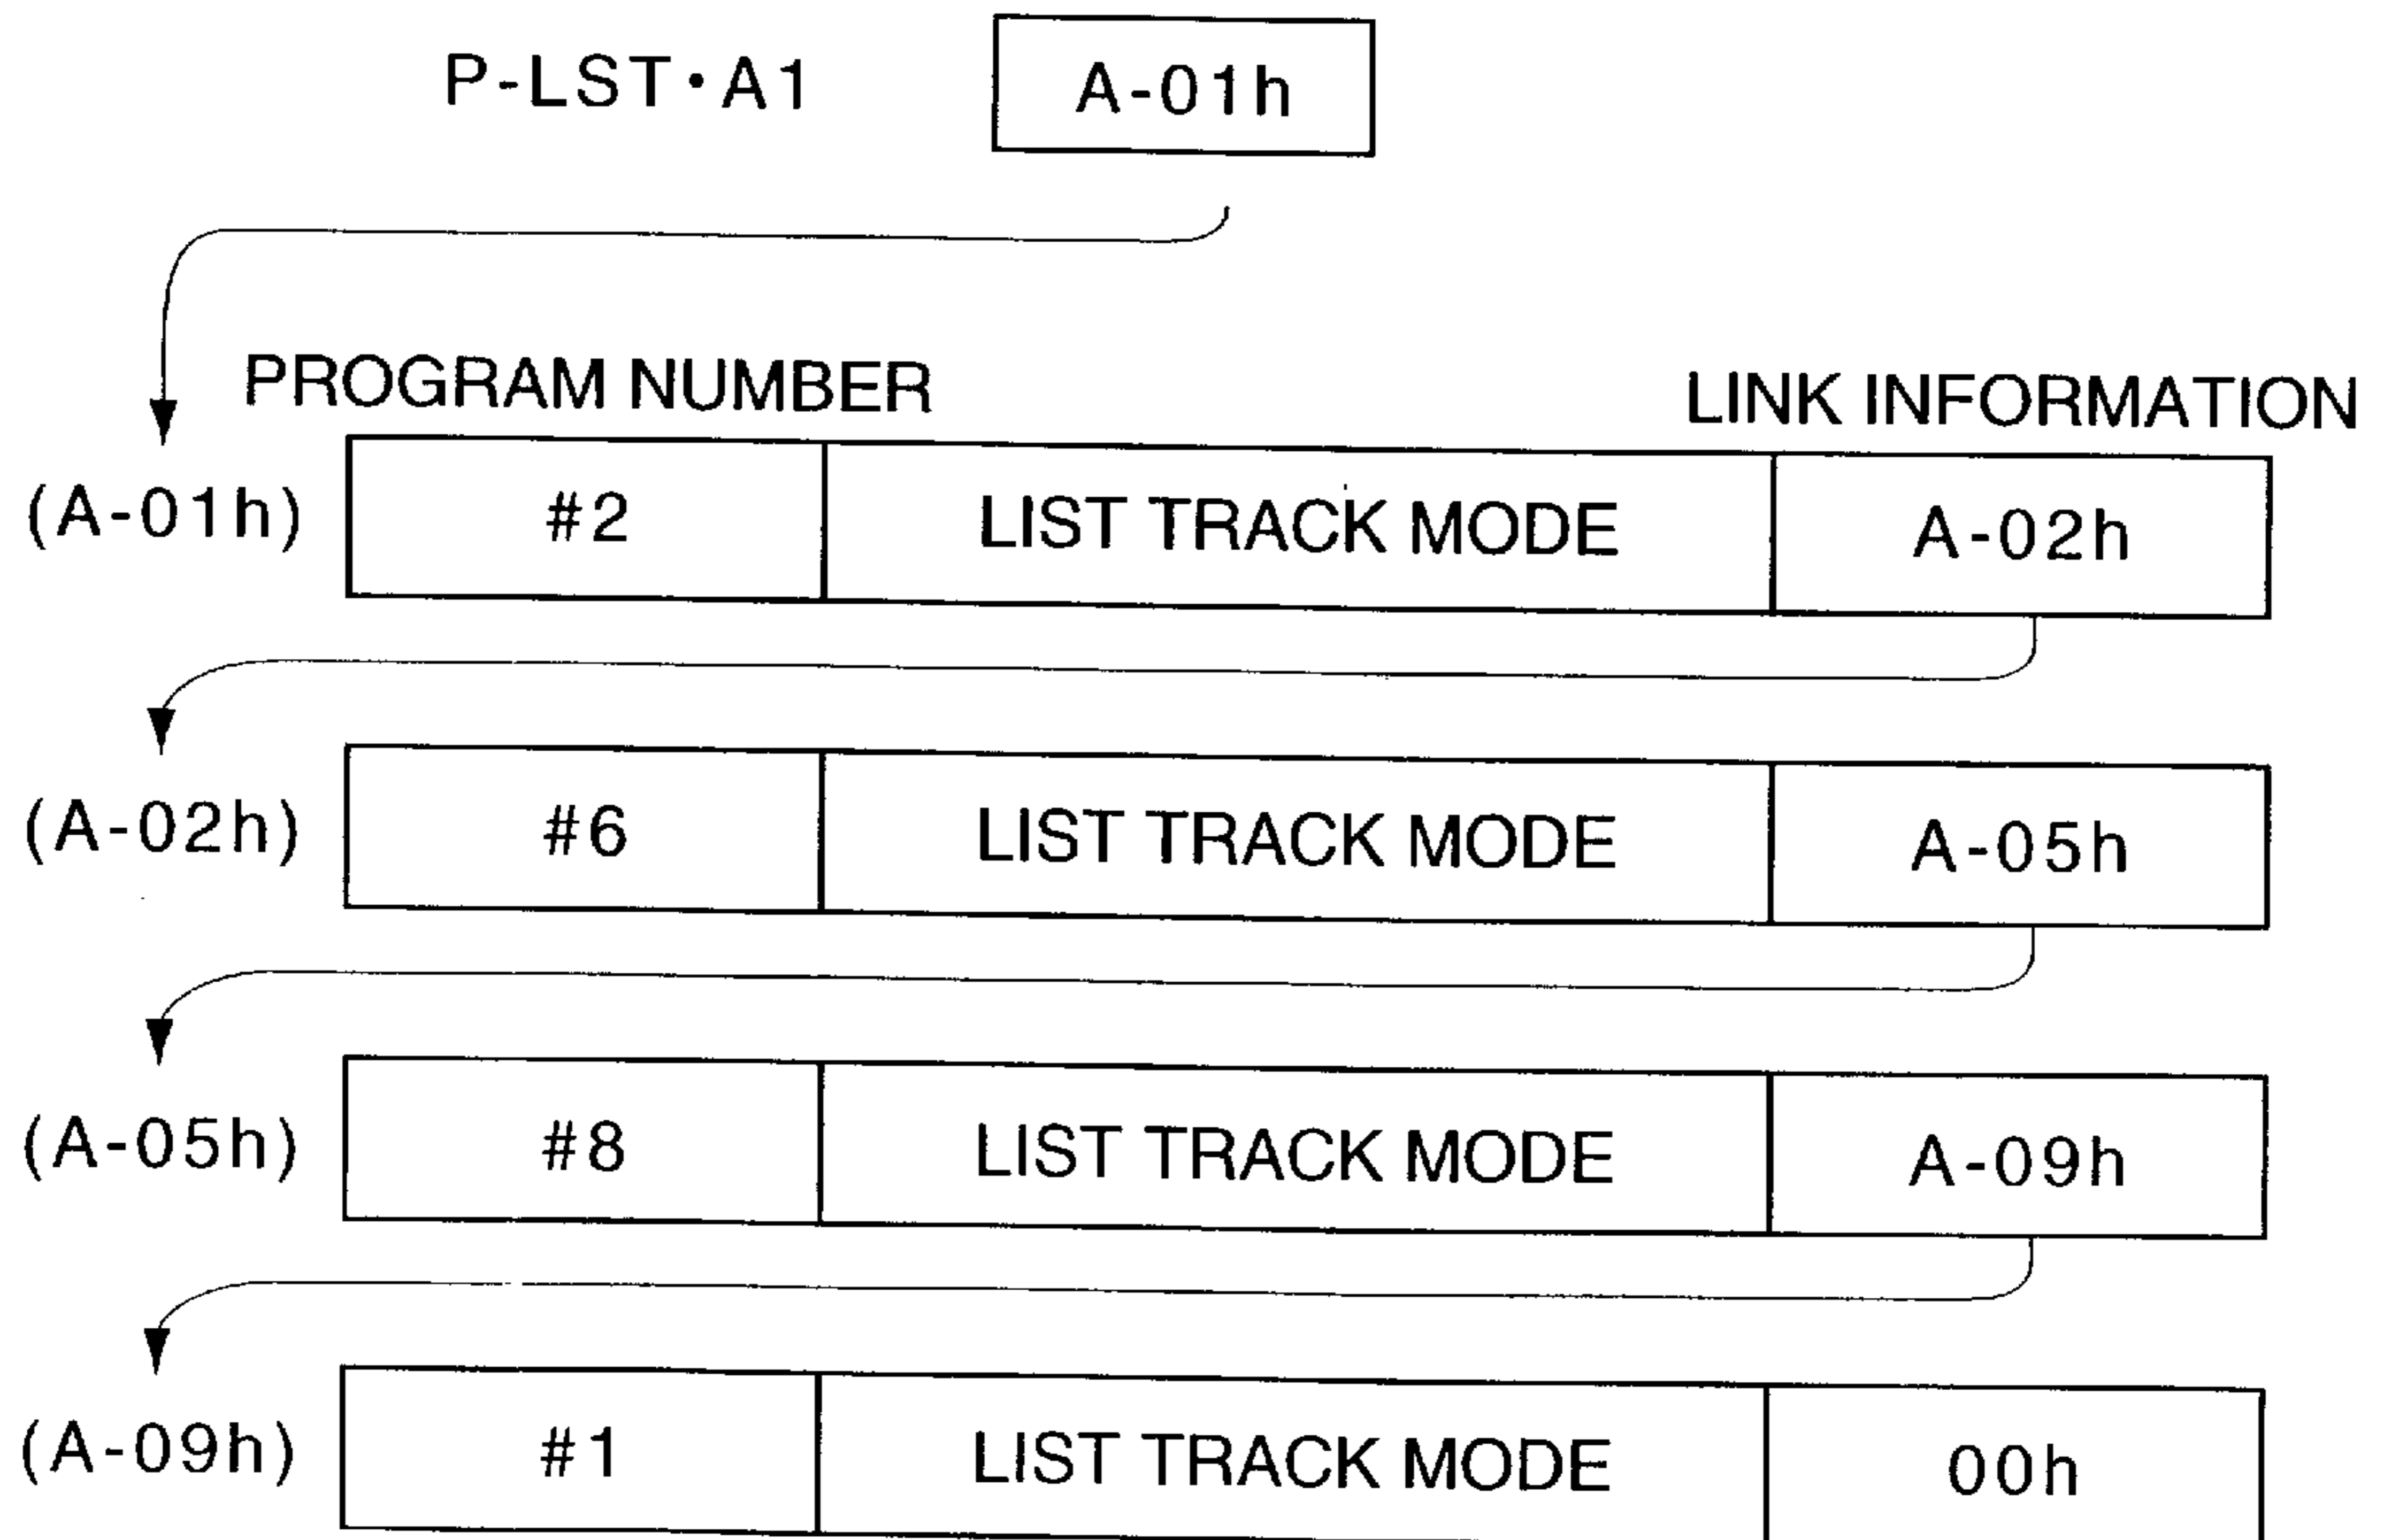 P-LST·A1 A-01h
PROGRAM NUMBER LINK INFORMATION
(A-01h) #2 LIST TRACK MODE A-02h
(A-02h) #6 LIST TRACK MODE A-05h
(A-05h) #8 LIST TRACK MODE A-09h
(A-09h) #1 LIST TRACK MODE 00h